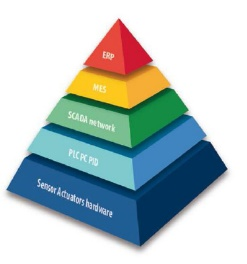 ERP
MES
SCADA network
PLC PC PID
Sensor Actuators hardware